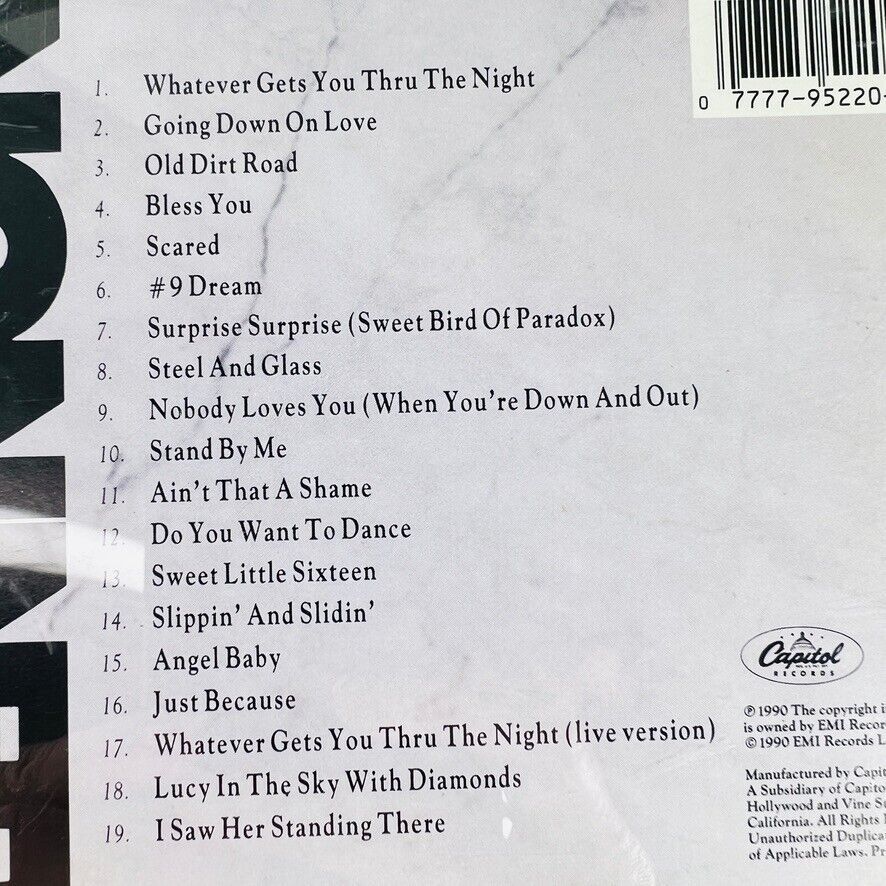 1. Whatever Gets You Thru The Night
2. Going Down On Love
3. Old Dirt Road
4. Bless You
5. Scared
6. #9 Dream
7. Surprise Surprise (Sweet Bird Of Paradox)
8. Steel And Glass
9. Nobody Loves You (When You're Down And Out)
10. Stand By Me
11. Ain't That A Shame
12. Do You Want To Dance
13. Sweet Little Sixteen
14. Slippin' And Slidin'
15. Angel Baby
16. Just Because
17. Whatever Gets You Thru The Night (live version)
18. Lucy In The Sky With Diamonds
19. I Saw Her Standing There
0 7777-95220-
Capitol
RECORDS
℗ 1990 The copyright i
is owned by EMI Recor
© 1990 EMI Records L
Manufactured by Capit
A Subsidiary of Capito
Hollywood and Vine St
California. All Rights
Unauthorized Duplica
of Applicable Laws. Pr